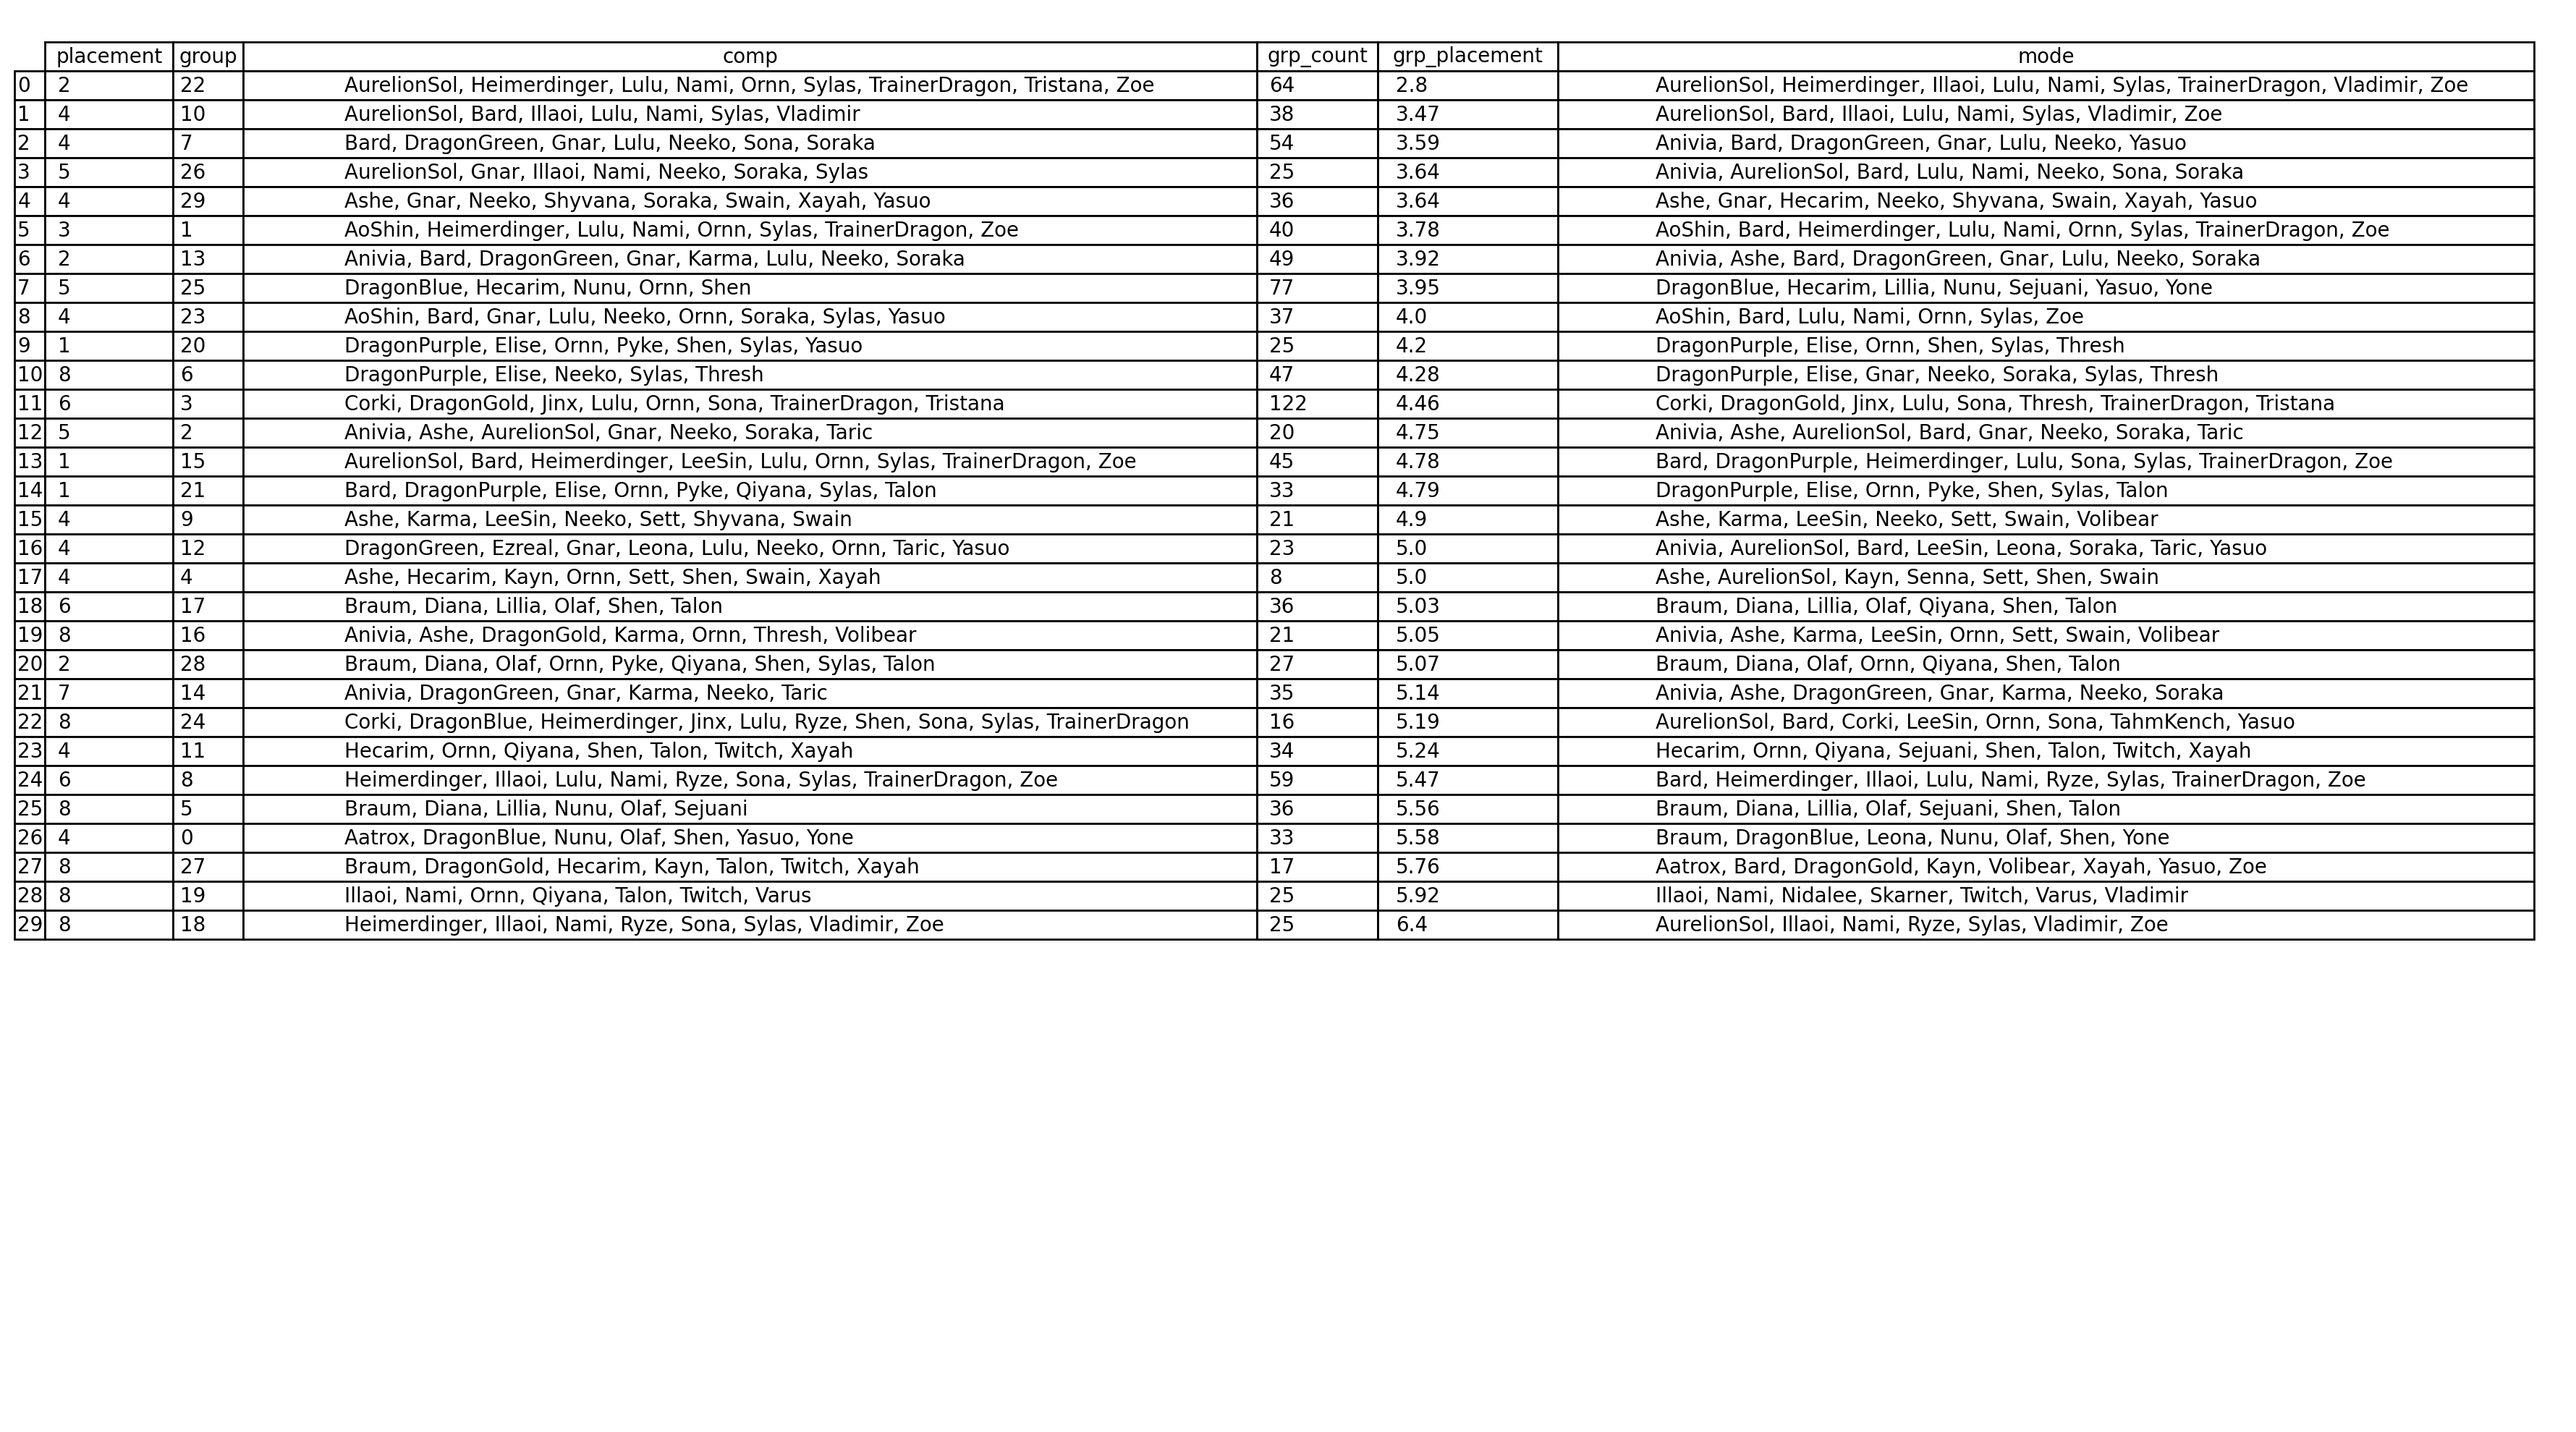 placement group comp grp_count grp_placement mode
0 2 22 AurelionSol, Heimerdinger, Lulu, Nami, Ornn, Sylas, TrainerDragon, Tristana, Zoe 64 2.8 AurelionSol, Heimerdinger, Illaoi, Lulu, Nami, Sylas, TrainerDragon, Vladimir, Zoe
1 4 10 AurelionSol, Bard, Illaoi, Lulu, Nami, Sylas, Vladimir 38 3.47 AurelionSol, Bard, Illaoi, Lulu, Nami, Sylas, Vladimir, Zoe
2 4 7 Bard, DragonGreen, Gnar, Lulu, Neeko, Sona, Soraka 54 3.59 Anivia, Bard, DragonGreen, Gnar, Lulu, Neeko, Yasuo
3 5 26 AurelionSol, Gnar, Illaoi, Nami, Neeko, Soraka, Sylas 25 3.64 Anivia, AurelionSol, Bard, Lulu, Nami, Neeko, Sona, Soraka
4 4 29 Ashe, Gnar, Neeko, Shyvana, Soraka, Swain, Xayah, Yasuo 36 3.64 Ashe, Gnar, Hecarim, Neeko, Shyvana, Swain, Xayah, Yasuo
5 3 1 AoShin, Heimerdinger, Lulu, Nami, Ornn, Sylas, TrainerDragon, Zoe 40 3.78 AoShin, Bard, Heimerdinger, Lulu, Nami, Ornn, Sylas, TrainerDragon, Zoe
6 2 13 Anivia, Bard, DragonGreen, Gnar, Karma, Lulu, Neeko, Soraka 49 3.92 Anivia, Ashe, Bard, DragonGreen, Gnar, Lulu, Neeko, Soraka
7 5 25 DragonBlue, Hecarim, Nunu, Ornn, Shen 77 3.95 DragonBlue, Hecarim, Lillia, Nunu, Sejuani, Yasuo, Yone
8 4 23 AoShin, Bard, Gnar, Lulu, Neeko, Ornn, Soraka, Sylas, Yasuo 37 4.0 AoShin, Bard, Lulu, Nami, Ornn, Sylas, Zoe
9 1 20 DragonPurple, Elise, Ornn, Pyke, Shen, Sylas, Yasuo 25 4.2 DragonPurple, Elise, Ornn, Shen, Sylas, Thresh
10 8 6 DragonPurple, Elise, Neeko, Sylas, Thresh 47 4.28 DragonPurple, Elise, Gnar, Neeko, Soraka, Sylas, Thresh
11 6 3 Corki, DragonGold, Jinx, Lulu, Ornn, Sona, TrainerDragon, Tristana 122 4.46 Corki, DragonGold, Jinx, Lulu, Sona, Thresh, TrainerDragon, Tristana
12 5 2 Anivia, Ashe, AurelionSol, Gnar, Neeko, Soraka, Taric 20 4.75 Anivia, Ashe, AurelionSol, Bard, Gnar, Neeko, Soraka, Taric
13 1 15 AurelionSol, Bard, Heimerdinger, LeeSin, Lulu, Ornn, Sylas, TrainerDragon, Zoe 45 4.78 Bard, DragonPurple, Heimerdinger, Lulu, Sona, Sylas, TrainerDragon, Zoe
14 1 21 Bard, DragonPurple, Elise, Ornn, Pyke, Qiyana, Sylas, Talon 33 4.79 DragonPurple, Elise, Ornn, Pyke, Shen, Sylas, Talon
15 4 9 Ashe, Karma, LeeSin, Neeko, Sett, Shyvana, Swain 21 4.9 Ashe, Karma, LeeSin, Neeko, Sett, Swain, Volibear
16 4 12 DragonGreen, Ezreal, Gnar, Leona, Lulu, Neeko, Ornn, Taric, Yasuo 23 5.0 Anivia, AurelionSol, Bard, LeeSin, Leona, Soraka, Taric, Yasuo
17 4 4 Ashe, Hecarim, Kayn, Ornn, Sett, Shen, Swain, Xayah 8 5.0 Ashe, AurelionSol, Kayn, Senna, Sett, Shen, Swain
18 6 17 Braum, Diana, Lillia, Olaf, Shen, Talon 36 5.03 Braum, Diana, Lillia, Olaf, Qiyana, Shen, Talon
19 8 16 Anivia, Ashe, DragonGold, Karma, Ornn, Thresh, Volibear 21 5.05 Anivia, Ashe, Karma, LeeSin, Ornn, Sett, Swain, Volibear
20 2 28 Braum, Diana, Olaf, Ornn, Pyke, Qiyana, Shen, Sylas, Talon 27 5.07 Braum, Diana, Olaf, Ornn, Qiyana, Shen, Talon
21 7 14 Anivia, DragonGreen, Gnar, Karma, Neeko, Taric 35 5.14 Anivia, Ashe, DragonGreen, Gnar, Karma, Neeko, Soraka
22 8 24 Corki, DragonBlue, Heimerdinger, Jinx, Lulu, Ryze, Shen, Sona, Sylas, TrainerDragon 16 5.19 AurelionSol, Bard, Corki, LeeSin, Ornn, Sona, TahmKench, Yasuo
23 4 11 Hecarim, Ornn, Qiyana, Shen, Talon, Twitch, Xayah 34 5.24 Hecarim, Ornn, Qiyana, Sejuani, Shen, Talon, Twitch, Xayah
24 6 8 Heimerdinger, Illaoi, Lulu, Nami, Ryze, Sona, Sylas, TrainerDragon, Zoe 59 5.47 Bard, Heimerdinger, Illaoi, Lulu, Nami, Ryze, Sylas, TrainerDragon, Zoe
25 8 5 Braum, Diana, Lillia, Nunu, Olaf, Sejuani 36 5.56 Braum, Diana, Lillia, Olaf, Sejuani, Shen, Talon
26 4 0 Aatrox, DragonBlue, Nunu, Olaf, Shen, Yasuo, Yone 33 5.58 Braum, DragonBlue, Leona, Nunu, Olaf, Shen, Yone
27 8 27 Braum, DragonGold, Hecarim, Kayn, Talon, Twitch, Xayah 17 5.76 Aatrox, Bard, DragonGold, Kayn, Volibear, Xayah, Yasuo, Zoe
28 8 19 Illaoi, Nami, Ornn, Qiyana, Talon, Twitch, Varus 25 5.92 Illaoi, Nami, Nidalee, Skarner, Twitch, Varus, Vladimir
29 8 18 Heimerdinger, Illaoi, Nami, Ryze, Sona, Sylas, Vladimir, Zoe 25 6.4 AurelionSol, Illaoi, Nami, Ryze, Sylas, Vladimir, Zoe